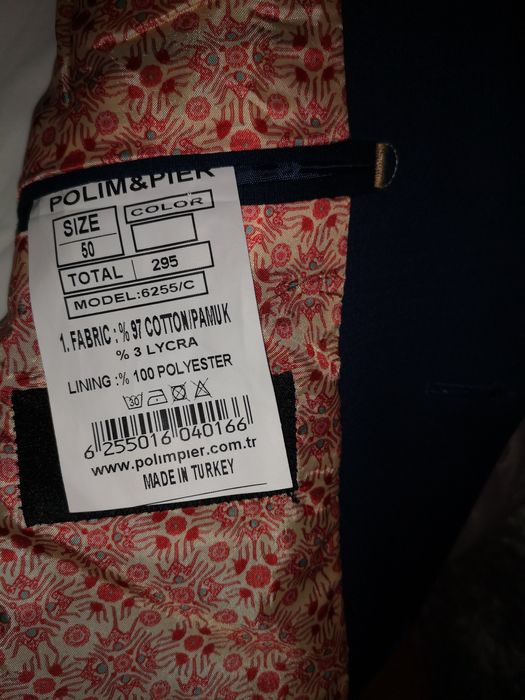 POLIM&PIER
SIZE
50
COLOR
TOTAL 295
MODEL:6255/C
1. FABRIC : % 97 COTTON/PAMUK
% 3 LYCRA
LINING :% 100 POLYESTER
30
6 255016 040166
www.polimpier.com.tr
MADE IN TURKEY